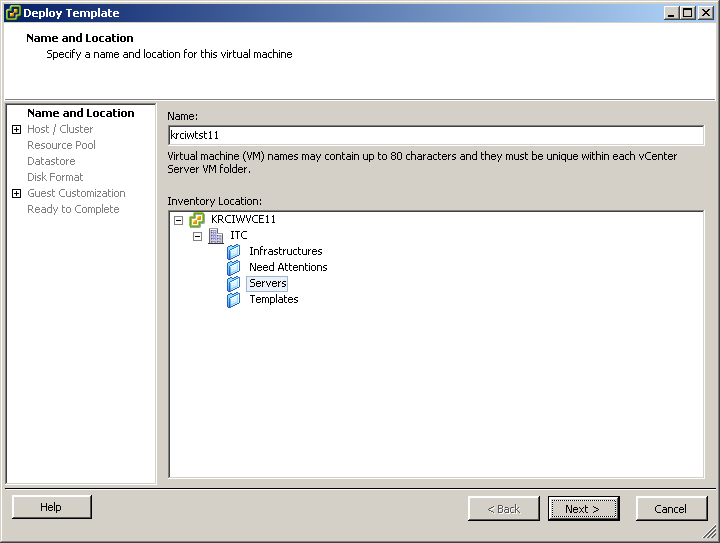 Deploy Template
Name and Location
Specify a name and location for this virtual machine
Name and Location
Host / Cluster
Resource Pool
Datastore
Disk Format
Guest Customization
Ready to Complete
Name:
krciwtst11
Virtual machine (VM) names may contain up to 80 characters and they must be unique within each vCenter
Server VM folder.
Inventory Location:
KRCIWVCE11
ITC
Infrastructures
Need Attentions
Servers
Templates
Help
< Back
Next >
Cancel